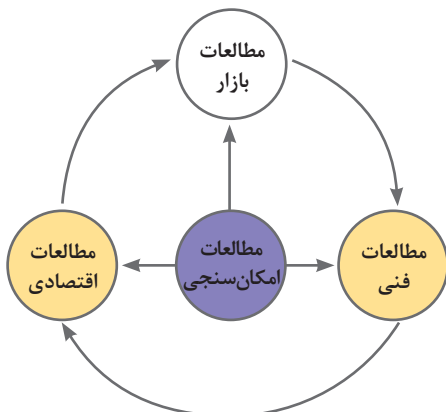 مطالعات
بازار
مطالعات
فنی
مطالعات
امکان‌سنجی
مطالعات
اقتصادی